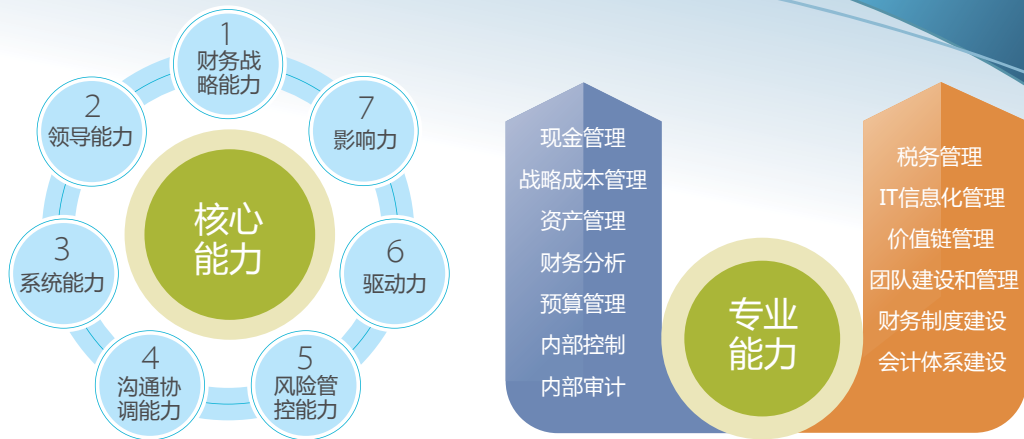 核心
能力
1
财务战
略能力
2
领导能力
3
系统能力
4
沟通协
调能力
5
风险管
控能力
6
驱动力
7
影响力
现金管理
战略成本管理
资产管理
财务分析
预算管理
内部控制
内部审计
专业
能力
税务管理
IT信息化管理
价值链管理
团队建设和管理
财务制度建设
会计体系建设